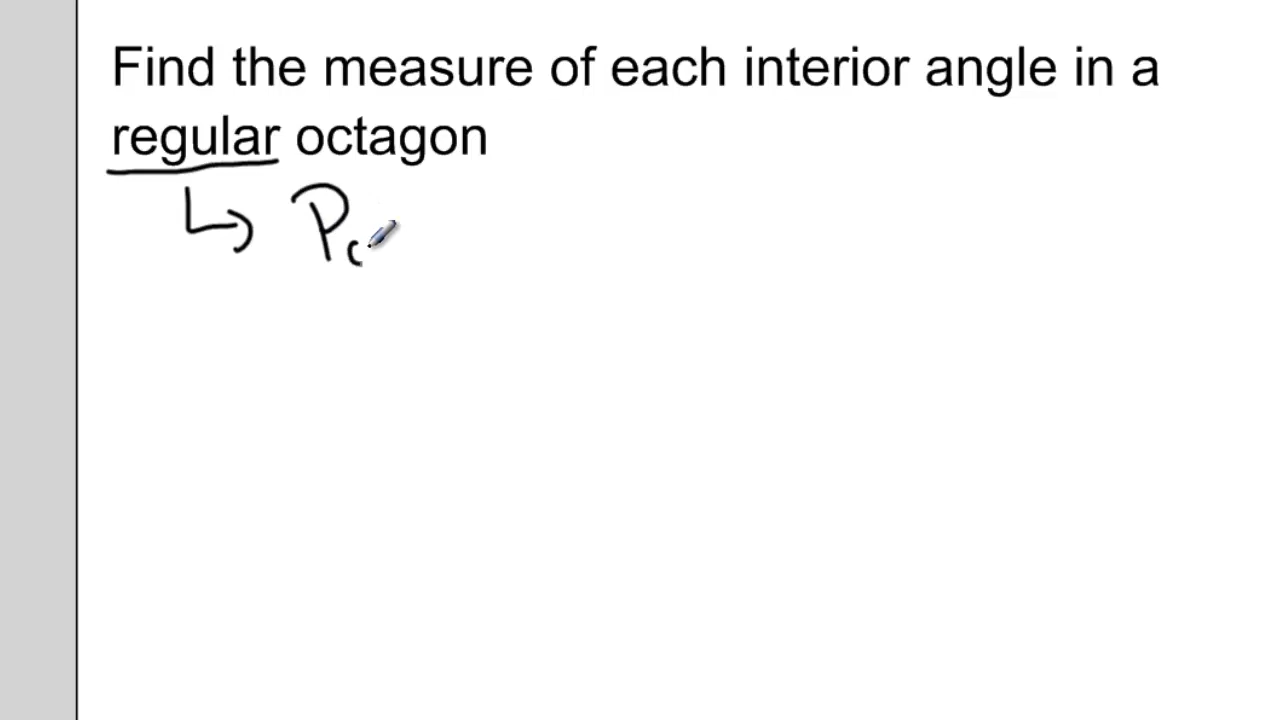 Find the measure of each interior angle in a
regular octagon